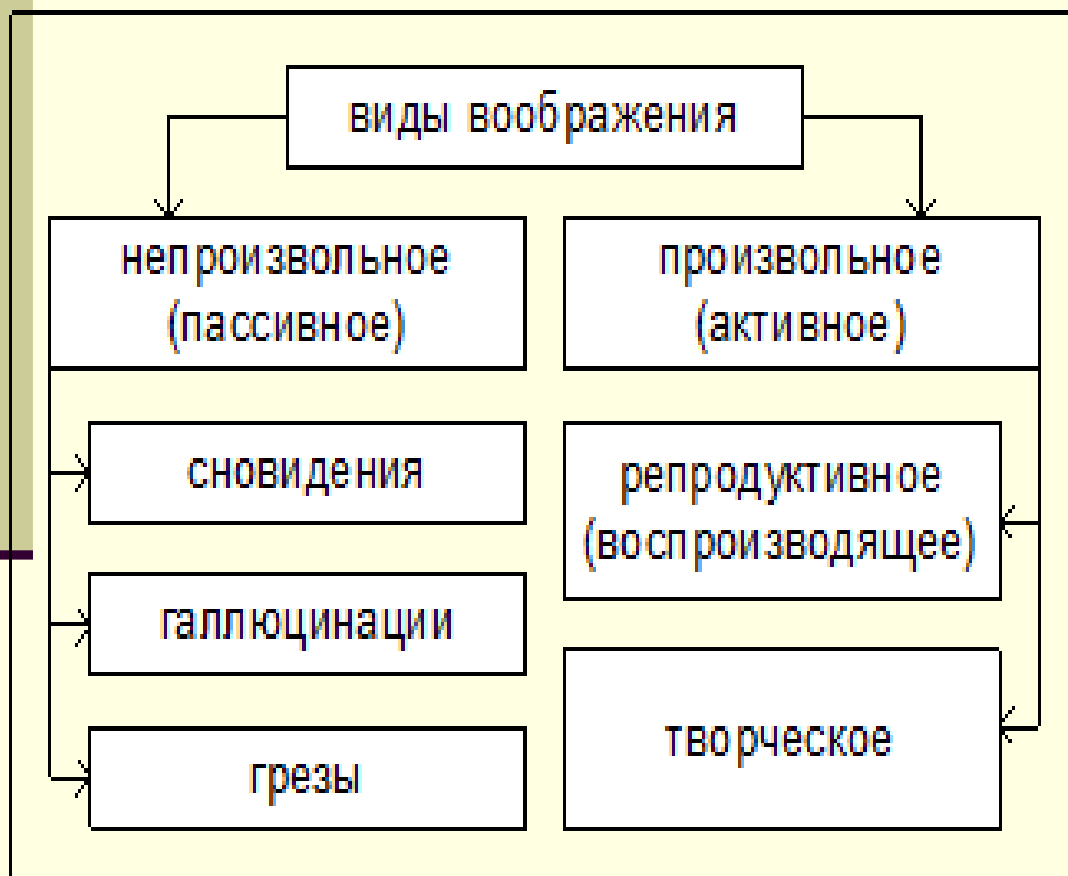 виды воображения
непроизвольное
(пассивное)
произвольное
(активное)
сновидения
репродуктивное
(воспроизводящее)
галлюцинации
творческое
грезы